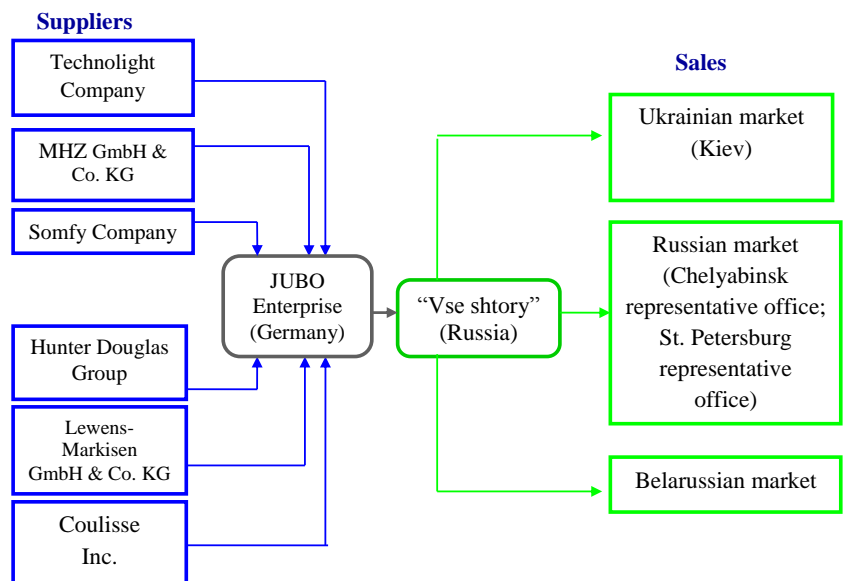 Suppliers
Technolight
Company
MHZ GmbH &
Co. KG
Somfy Company
Hunter Douglas
Group
Lewens-
Markisen
GmbH & Co. KG
Coulisse
Inc.
JUBO
Enterprise
(Germany)
“Vse shtory”
(Russia)
Sales
Ukrainian market
(Kiev)
Russian market
(Chelyabinsk
representative office;
St. Petersburg
representative
office)
Belarussian market